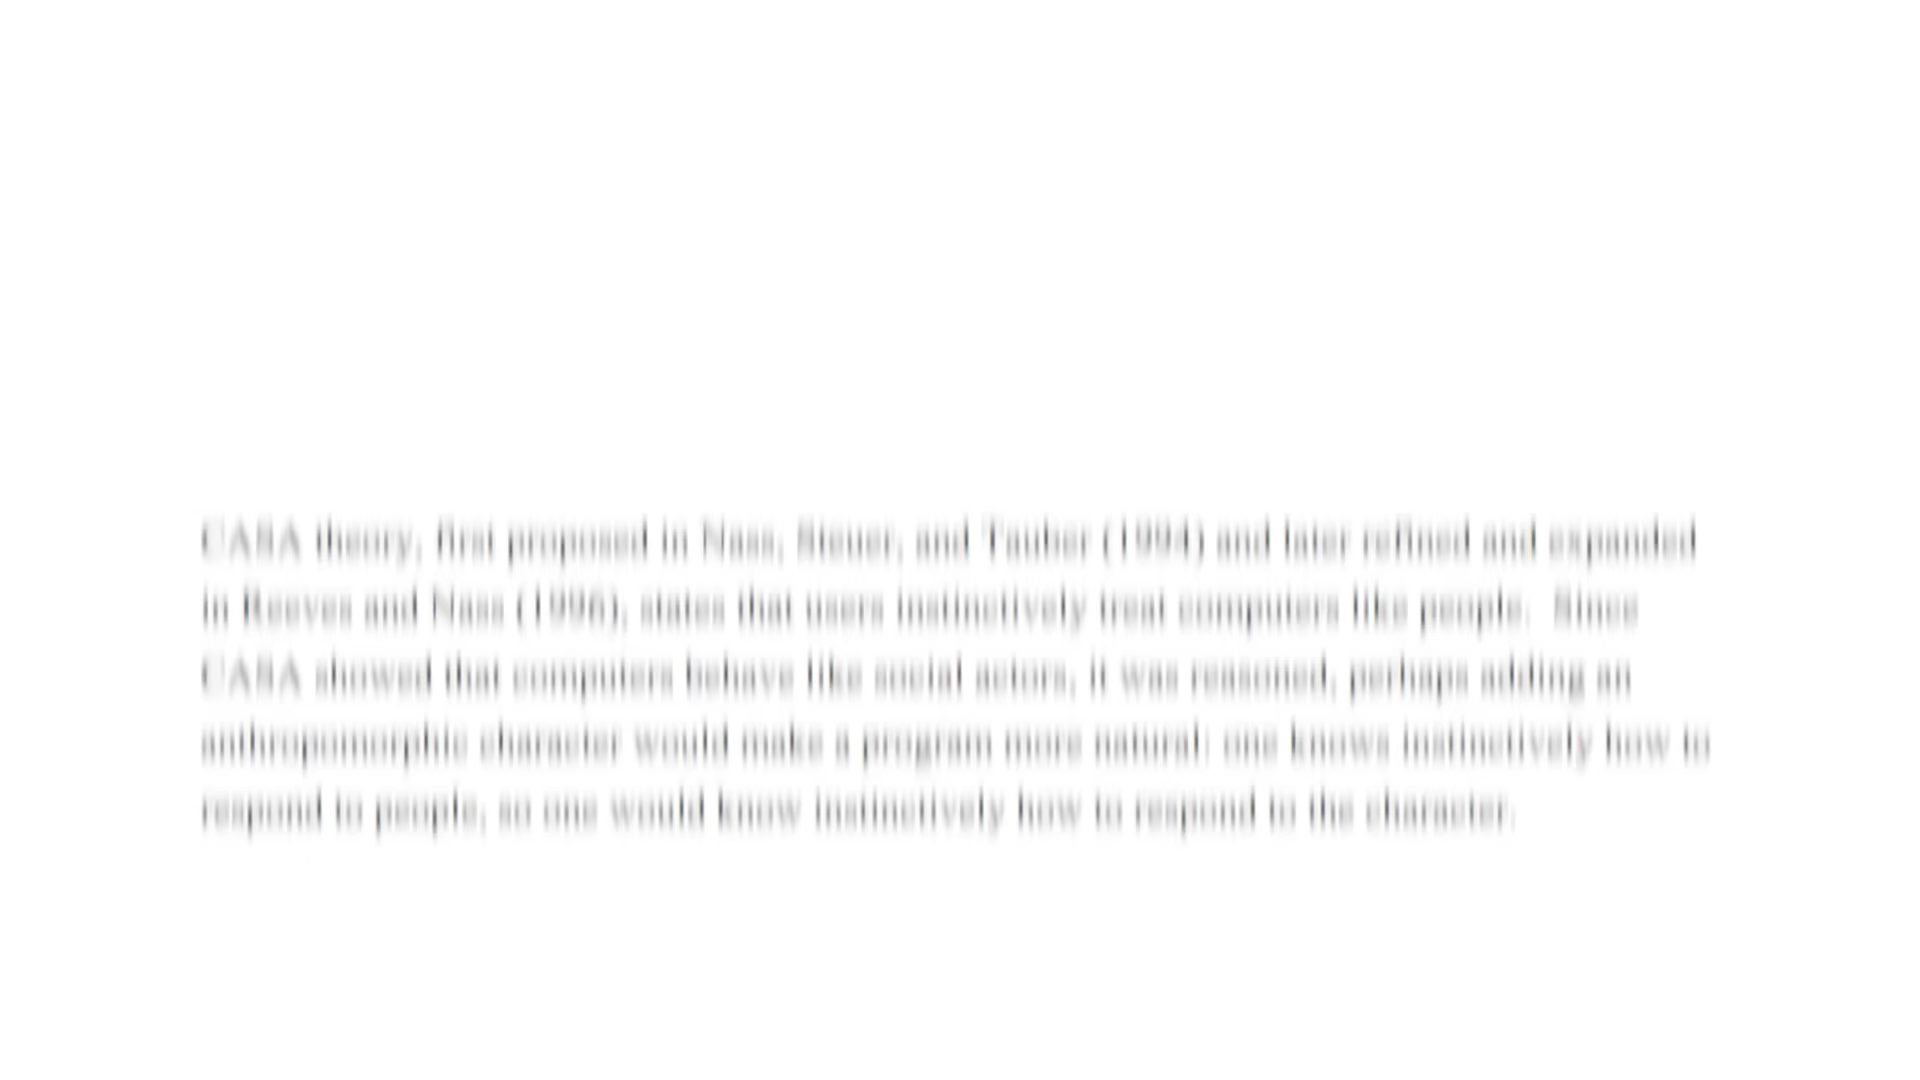 CASA theory, first proposed in Nass, Steuer, and Tauber (1994) and later refined and expanded
in Reeves and Nass (1996), states that users instinctively treat computers like people.  Since
CASA showed that computers behave like social actors, it was reasoned, perhaps adding an
anthropomorphic character would make a program more natural: one knows instinctively how to
respond to people, so one would know instinctively how to respond to the character.